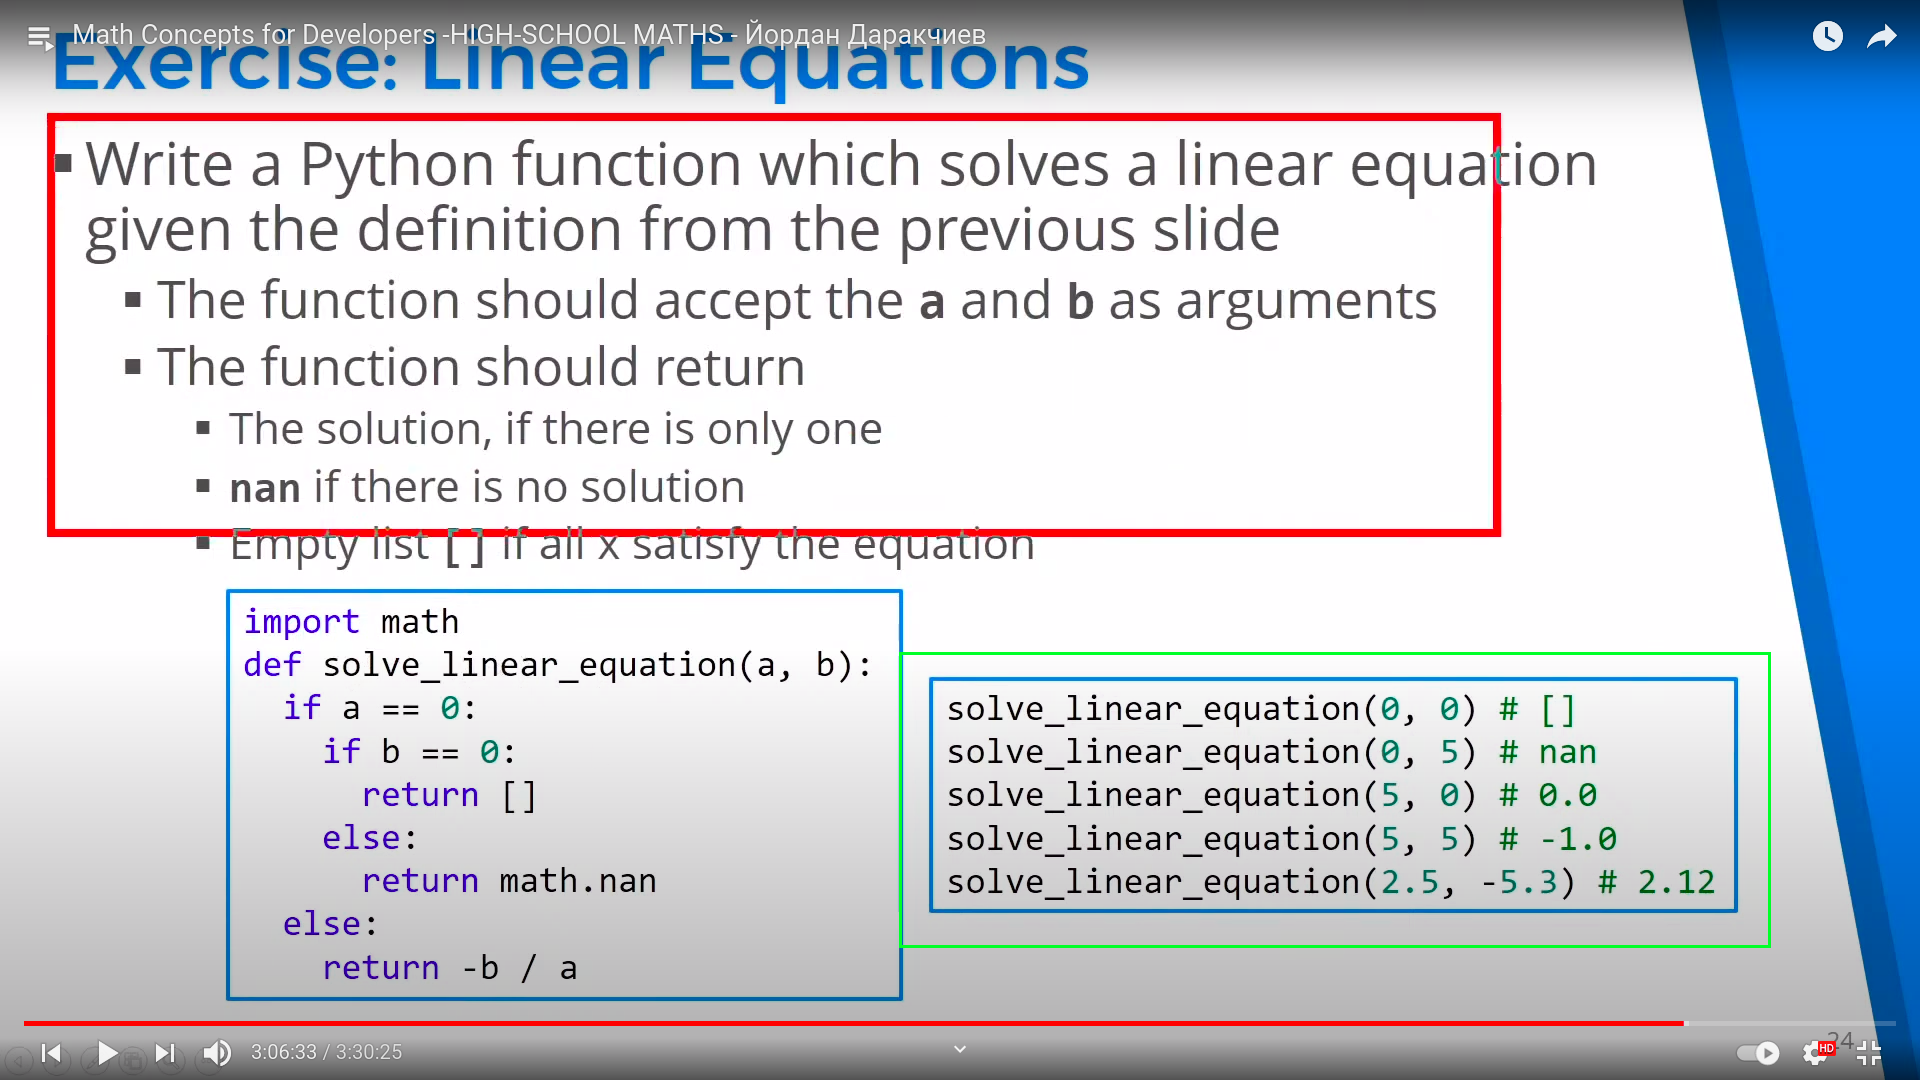 Math Concepts for Developers -HIGH-SCHOOL MATHS - Йордан Даракчиев
Exercise: Linear Equations
Write a Python function which solves a linear equation
given the definition from the previous slide
The function should accept the a and b as arguments
The function should return
The solution, if there is only one
nan if there is no solution
Empty list [] if all x satisfy the equation
import math
def solve_linear_equation(a, b):
  if a == 0:
    if b == 0:
      return []
    else:
      return math.nan
  else:
    return -b / a
solve_linear_equation(0, 0) # []
solve_linear_equation(0, 5) # nan
solve_linear_equation(5, 0) # 0.0
solve_linear_equation(5, 5) # -1.0
solve_linear_equation(2.5, -5.3) # 2.12
24
3:06:33 / 3:30:25
HD